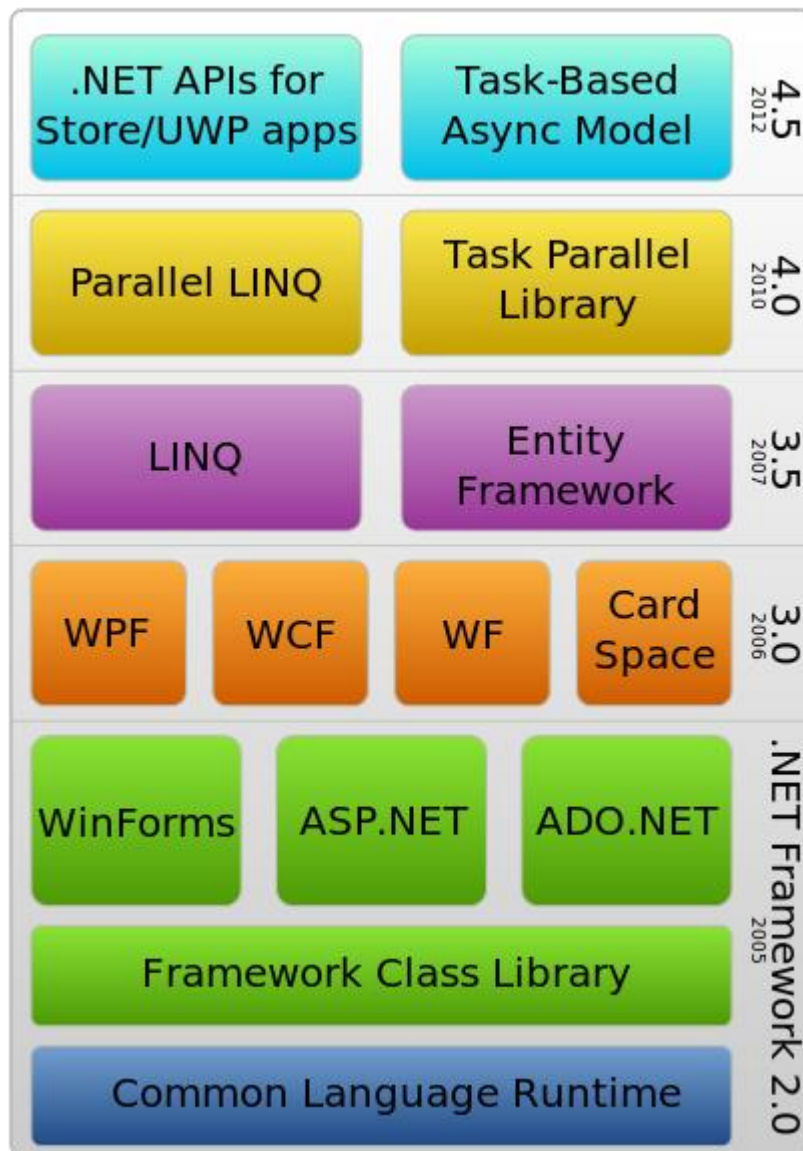 .NET APIs for
Store/UWP apps
Task-Based
Async Model
4.5
2012
Parallel LINQ
Task Parallel
Library
4.0
2010
LINQ
Entity
Framework
3.5
2007
WPF
WCF
WF
Card
Space
3.0
2006
WinForms
ASP.NET
ADO.NET
Framework Class Library
Common Language Runtime
.NET Framework 2.0
2005